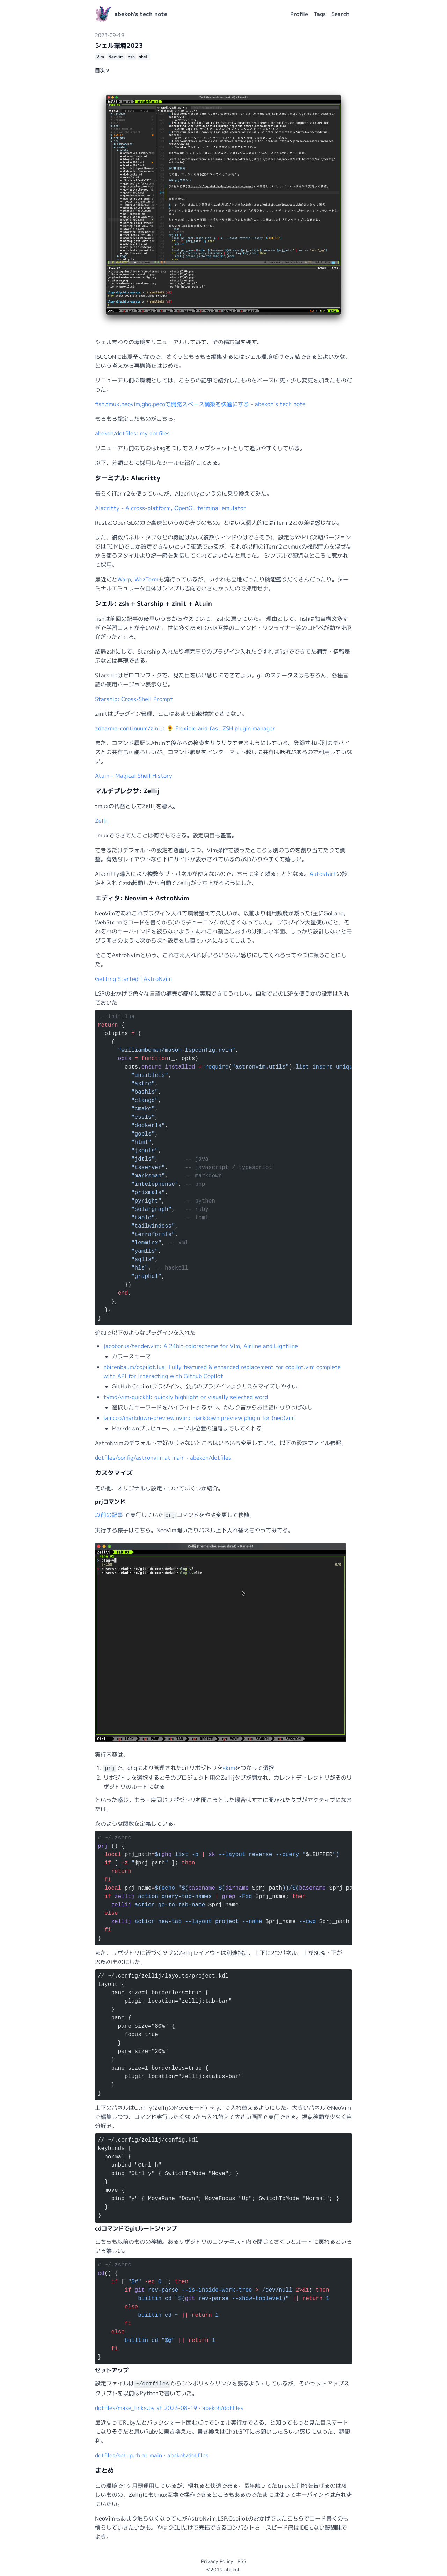 abekoh's tech note
Profile Tags Search
2023-09-19
シェル環境2023
Vim Neovim zsh shell
目次 ∨
シェルまわりの環境をリニューアルしてみて、その備忘録を残す。
ISUCONに出場予定なので、さくっともろもろ編集するにはシェル環境だけで完結できるとよいかな、
という考えから再構築をはじめた。
リニューアル前の環境としては、こちらの記事で紹介したものをベースに更に少し変更を加えたものだ
った。
fish,tmux,neovim,ghq,pecoで開発スペース構築を快適にする - abekoh's tech note
もろもろ設定したものがこちら。
abekoh/dotfiles: my dotfiles
リニューアル前のものはtagをつけてスナップショットとして追いやすくしている。
以下、分類ごとに採用したツールを紹介してみる。
ターミナル: Alacritty
長らくiTerm2を使っていたが、Alacrittyというのに乗り換えてみた。
Alacritty - A cross-platform, OpenGL terminal emulator
RustとOpenGLの力で高速というのが売りのもの。とはいえ個人的にはiTerm2との差は感じない。
また、複数パネル・タブなどの機能はない(複数ウィンドウはできそう)、設定はYAML(次期バージョン
ではTOML)でしか設定できないという硬派であるが、それが以前のiTerm2とtmuxの機能両方を混ぜな
がら使うスタイルより統一感を助長してくれてよいかなと思った。 シンプルで硬派なところに惹かれ
て採用。
最近だとWarp, WezTermも流行っているが、いずれも立地だったり機能盛りだくさんだったり。ター
ミナルエミュレータ自体はシンプル志向でいきたかったので採用せず。
シェル: zsh + Starship + zinit + Atuin
fishは前回の記事の後早いうちからやめていて、zshに戻っていた。 理由として、fishは独自構文多す
ぎて学習コストが辛いのと、世に多くあるPOSIX互換のコマンド・ワンライナー等のコピペが動かず厄
介だったところ。
結局zshにして、Starship 入れたり補完周りのプラグイン入れたりすればfishでできてた補完・情報表
示などは再現できる。
Starshipはゼロコンフィグで、見た目をいい感じにできてよい。gitのステータスはもちろん、各種言
語の使用バージョン表示など。
Starship: Cross-Shell Prompt
zinitはプラグイン管理、ここはあまり比較検討できてない。
zdharma-continuum/zinit: 🌻 Flexible and fast ZSH plugin manager
また、コマンド履歴はAtuinで後からの検索をサクサクできるようにしている。登録すれば別のデバイ
スとの共有も可能らしいが、コマンド履歴をインターネット越しに共有は抵抗があるので利用していな
い。
Atuin - Magical Shell History
マルチプレクサ: Zellij
tmuxの代替としてZellijを導入。
Zellij
tmuxでできてたことは何でもできる。設定項目も豊富。
できるだけデフォルトの設定を尊重しつつ、Vim操作で被ったところは別のものを割り当てたりで調
整。有効なレイアウトなら下にガイドが表示されているのがわかりやすくて嬉しい。
Alacritty導入により複数タブ・パネルが使えないのでこちらに全て頼ることとなる。Autostartの設
定を入れてzsh起動したら自動でZellijが立ち上がるようにした。
エディタ: Neovim + AstroNvim
NeoVimであれこれプラグイン入れて環境整えて久しいが、以前より利用頻度が減った(主にGoLand,
WebStormでコードを書くから)のでチューニングがだるくなっていた。 プラグイン大量使いだと、そ
れぞれのキーバインドを被らないようにあれこれ割当おなすのは楽しい半面、しっかり設計しないとモ
グラ叩きのように次から次へ設定をし直すハメになってしまう。
そこでAstroNvimという、これさえ入れればいろいろいい感じにしてくれるってやつに頼ることにし
た。
Getting Started | AstroNvim
LSPのおかげで色々な言語の補完が簡単に実現できてうれしい。自動でどのLSPを使うかの設定は入れ
ておいた
-- init.lua
return {
plugins = {
{
"williamboman/mason-lspconfig.nvim",
opts = function(_, opts)
opts.ensure_installed = require("astronvim.utils").list_insert_uniqu
"ansiblels",
"astro",
"bashls",
"clangd",
"cmake",
"cssls",
"dockerls",
"gopls",
"html",
"jsonls",
"jdtls", -- java
"tsserver", -- javascript / typescript
"marksman", -- markdown
"intelephense", -- php
"prismals",
"pyright", -- python
"solargraph", -- ruby
"taplo", -- toml
"tailwindcss",
"terraformls",
"lemminx", -- xml
"yamlls",
"sqlls",
"hls", -- haskell
"graphql",
})
end,
},
},
}
追加で以下のようなプラグインを入れた
• jacoborus/tender.vim: A 24bit colorscheme for Vim, Airline and Lightline
• カラースキーマ
• zbirenbaum/copilot.lua: Fully featured & enhanced replacement for copilot.vim complete
with API for interacting with Github Copilot
• GitHub Copilotプラグイン、公式のプラグインよりカスタマイズしやすい
• t9md/vim-quickhl: quickly highlight <cword> or visually selected word
• 選択したキーワードをハイライトするやつ、かなり昔からお世話になりっぱなし
• iamcco/markdown-preview.nvim: markdown preview plugin for (neo)vim
• Markdownプレビュー、カーソル位置の追尾までしてくれる
AstroNvimのデフォルトで好みじゃないところはいろいろ変更している。以下の設定ファイル参照。
dotfiles/config/astronvim at main · abekoh/dotfiles
カスタマイズ
その他、オリジナルな設定についていくつか紹介。
prjコマンド
以前の記事 で実行していた prj コマンドをやや変更して移植。
実行する様子はこちら。NeoVim開いたりパネル上下入れ替えもやってみてる。
実行内容は、
1. prj で、ghqにより管理されたgitリポジトリをskimをつかって選択
2. リポジトリを選択するとそのプロジェクト用のZellijタブが開かれ、カレントディレクトリがそのリ
ポジトリのルートになる
といった感じ。もう一度同じリポジトリを開こうとした場合はすでに開かれたタブがアクティブになる
だけ。
次のような関数を定義している。
# ~/.zshrc
prj () {
local prj_path=$(ghq list -p | sk --layout reverse --query "$LBUFFER")
if [ -z "$prj_path" ]; then
return
fi
local prj_name=$(echo "$(basename $(dirname $prj_path))/$(basename $prj_pa
if zellij action query-tab-names | grep -Fxq $prj_name; then
zellij action go-to-tab-name $prj_name
else
zellij action new-tab --layout project --name $prj_name --cwd $prj_path
fi
}
また、リポジトリに紐づくタブのZellijレイアウトは別途指定、上下に2つパネル、上が80%・下が
20%のものにした。
// ~/.config/zellij/layouts/project.kdl
layout {
pane size=1 borderless=true {
plugin location="zellij:tab-bar"
}
pane {
pane size="80%" {
focus true
}
pane size="20%"
}
pane size=1 borderless=true {
plugin location="zellij:status-bar"
}
}
上下のパネルはCtrl+y(ZellijのMoveモード) → y、で入れ替えるようにした。大きいパネルでNeoVim
で編集しつつ、コマンド実行したくなったら入れ替えて大きい画面で実行できる。視点移動が少なく自
分好み。
// ~/.config/zellij/config.kdl
keybinds {
normal {
unbind "Ctrl h"
bind "Ctrl y" { SwitchToMode "Move"; }
}
move {
bind "y" { MovePane "Down"; MoveFocus "Up"; SwitchToMode "Normal"; }
}
}
cdコマンドでgitルートジャンプ
こちらも以前のものの移植。あるリポジトリのコンテキスト内で閉じてさくっとルートに戻れるといろ
いろ嬉しい。
# ~/.zshrc
cd() {
if [ "$#" -eq 0 ]; then
if git rev-parse --is-inside-work-tree > /dev/null 2>&1; then
builtin cd "$(git rev-parse --show-toplevel)" || return 1
else
builtin cd ~ || return 1
fi
else
builtin cd "$@" || return 1
fi
}
セットアップ
設定ファイルは ~/dotfiles からシンボリックリンクを張るようにしているが、そのセットアップス
クリプトを以前はPythonで書いていた。
dotfiles/make_links.py at 2023-08-19 · abekoh/dotfiles
最近なってRubyだとバッククォート囲むだけでシェル実行ができる、と知ってもっと見た目スマート
になりそうだと思いRubyに書き換えた。書き換えはChatGPTにお願いしたらいい感じになった、超便
利。
dotfiles/setup.rb at main · abekoh/dotfiles
まとめ
この環境で1ヶ月弱運用しているが、慣れると快適である。長年触ってたtmuxと別れを告げるのは寂
しいものの、Zellijにもtmux互換で操作できるところもあるのでたまには使ってキーバインドは忘れず
にいたい。
NeoVimもあまり触らなくなってたがAstroNvim,LSP,Copilotのおかげでまたこちらでコード書くのも
慣らしていきたいかも。やはりCLIだけで完結できるコンパクトさ・スピード感はIDEにない醍醐味で
よき。
Privacy Policy RSS
©2019 abekoh